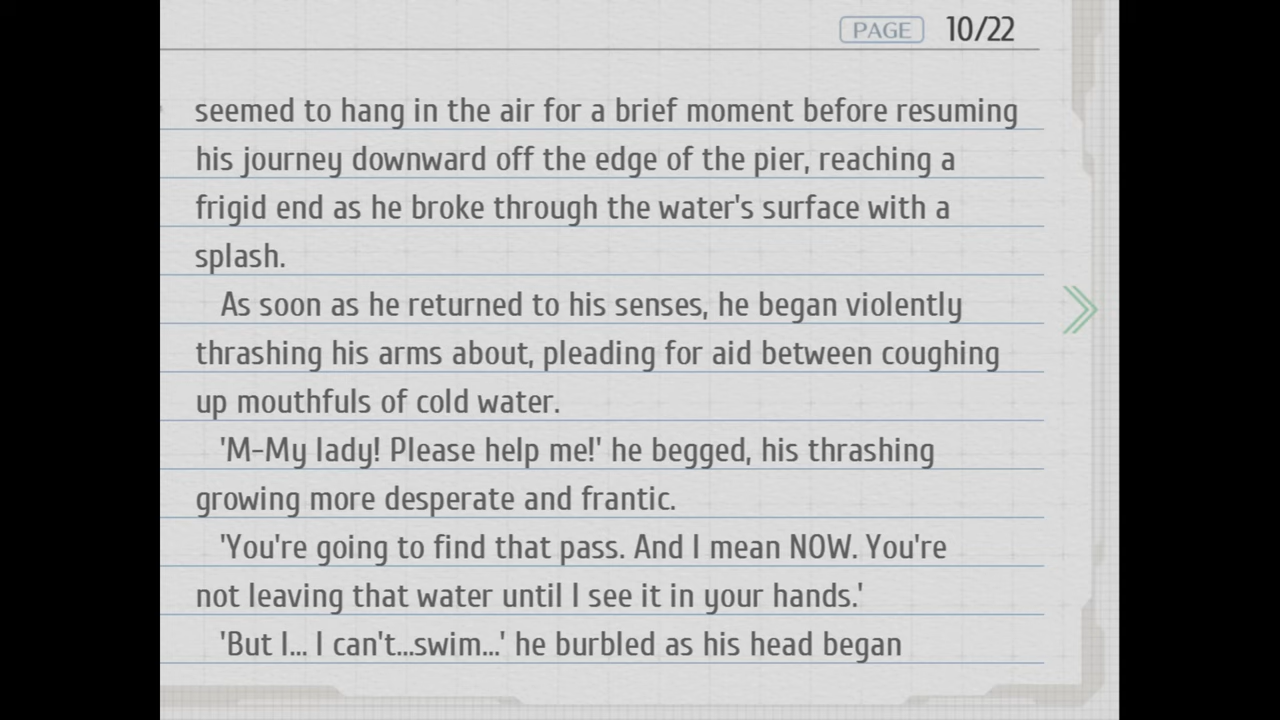 PAGE 10/22
seemed to hang in the air for a brief moment before resuming
his journey downward off the edge of the pier, reaching a
frigid end as he broke through the water's surface with a
splash.
As soon as he returned to his senses, he began violently
thrashing his arms about, pleading for aid between coughing
up mouthfuls of cold water.
'M-My lady! Please help me!' he begged, his thrashing
growing more desperate and frantic.
'You're going to find that pass. And I mean NOW. You're
not leaving that water until I see it in your hands.'
'But I... I can't...swim...' he burbled as his head began